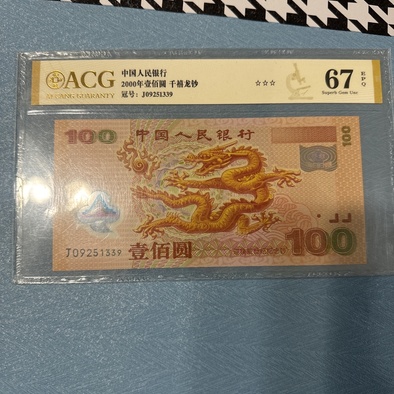 ACG
中国人民银行
2000年壹佰圆 千禧龙钞
冠号: J09251339
☆☆☆
67 EPQ
Superb Gem Unc
100 中国人民银行
100
J09251339
壹佰圆
100